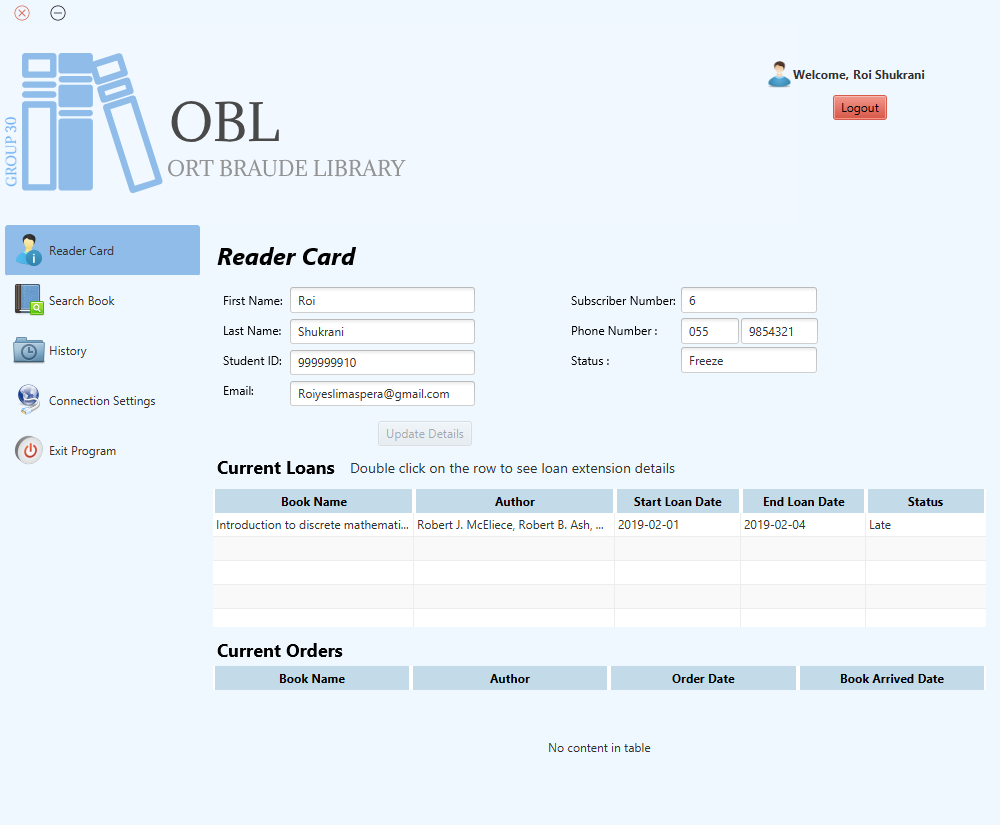 Welcome, Roi Shukrani
Logout
GROUP 30
OBL
ORT BRAUDE LIBRARY
Reader Card
Search Book
History
Connection Settings
Exit Program
Reader Card
First Name: Roi
Subscriber Number: 6
Last Name: Shukrani
Phone Number : 055 9854321
Student ID: 999999910
Status : Freeze
Email: Roiyeslimaspera@gmail.com
Update Details
Current Loans Double click on the row to see loan extension details
Book Name Author Start Loan Date End Loan Date Status
Introduction to discrete mathemati... Robert J. McEliece, Robert B. Ash, ... 2019-02-01 2019-02-04 Late
Current Orders
Book Name Author Order Date Book Arrived Date
No content in table